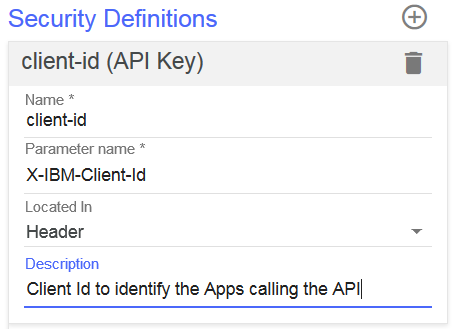 Security Definitions
client-id (API Key)
Name *
client-id
Parameter name *
X-IBM-Client-Id
Located In
Header
Description
Client Id to identify the Apps calling the API